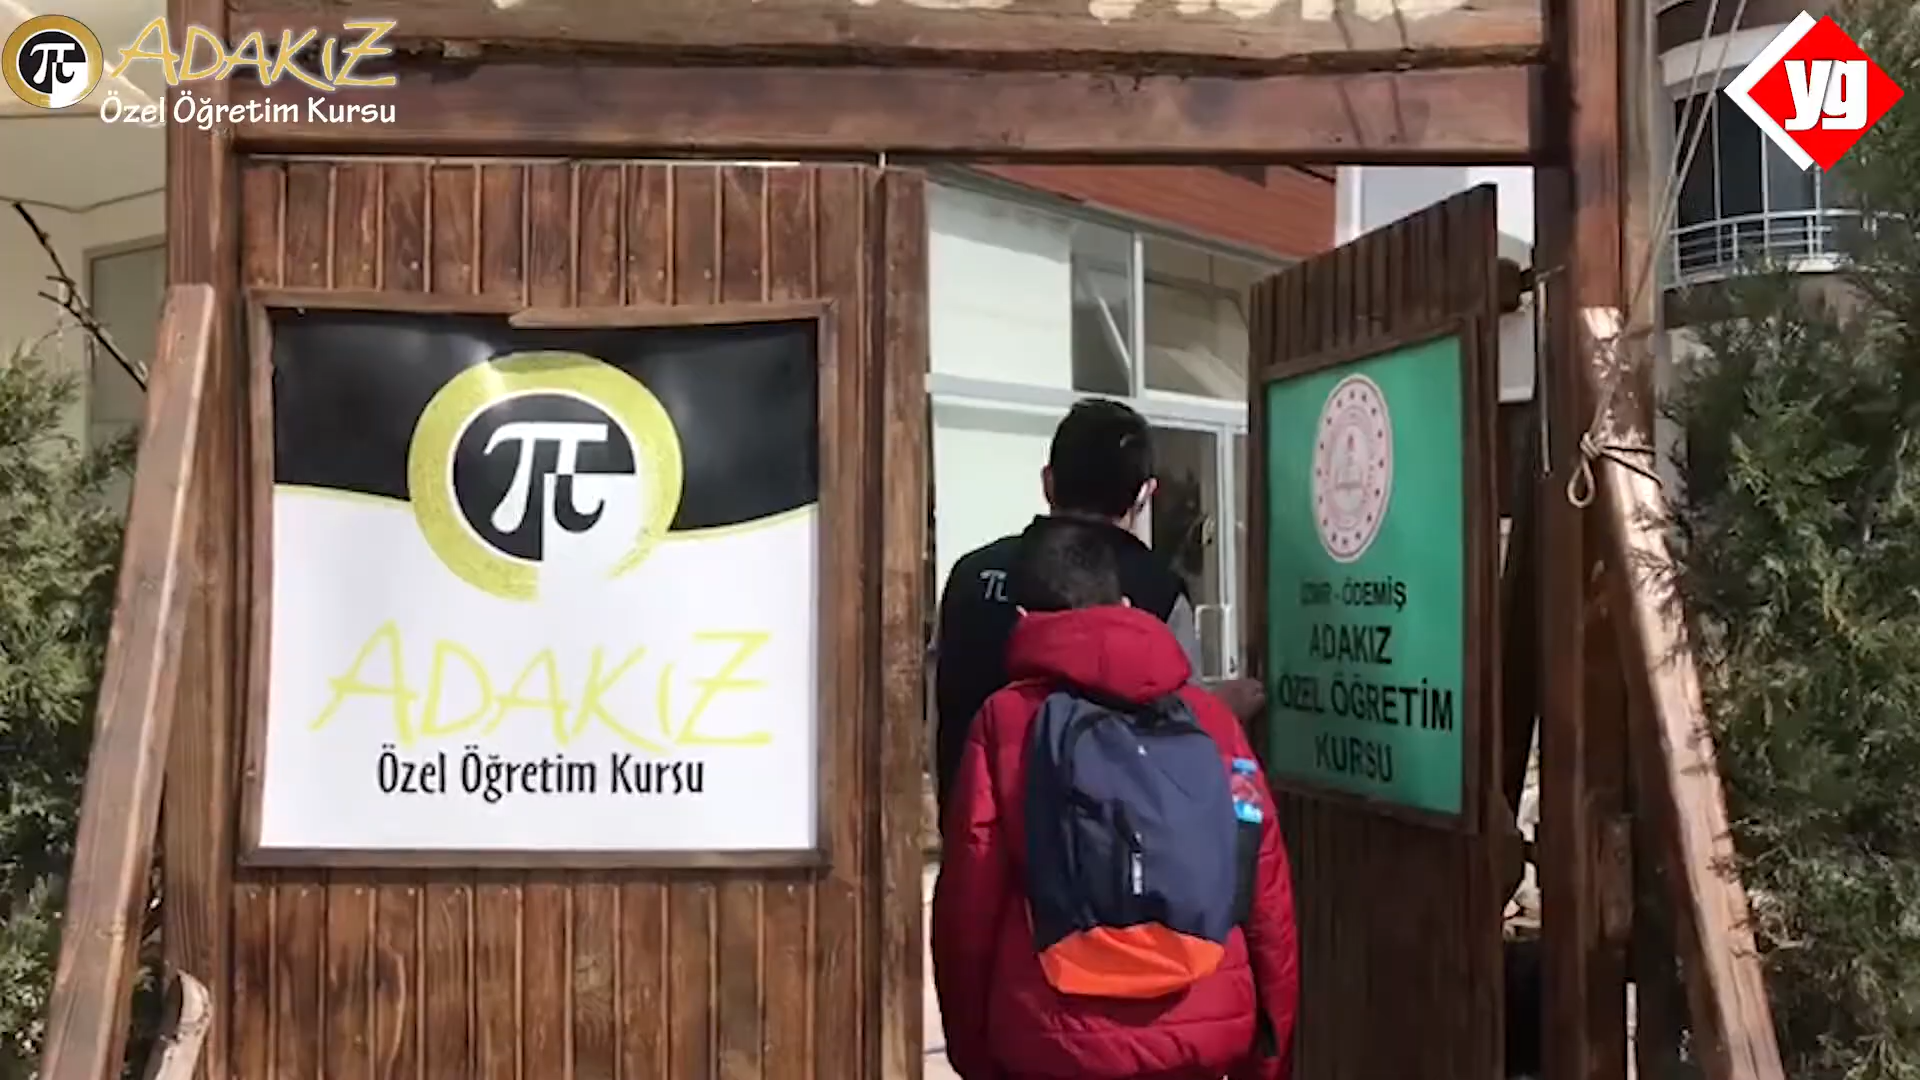 ADAKIZ
Özel Öğretim Kursu
yg
π
ADAKIZ
Özel Öğretim Kursu
İZMİR - ÖDEMİŞ
ADAKIZ
ÖZEL ÖĞRETİM
KURSU